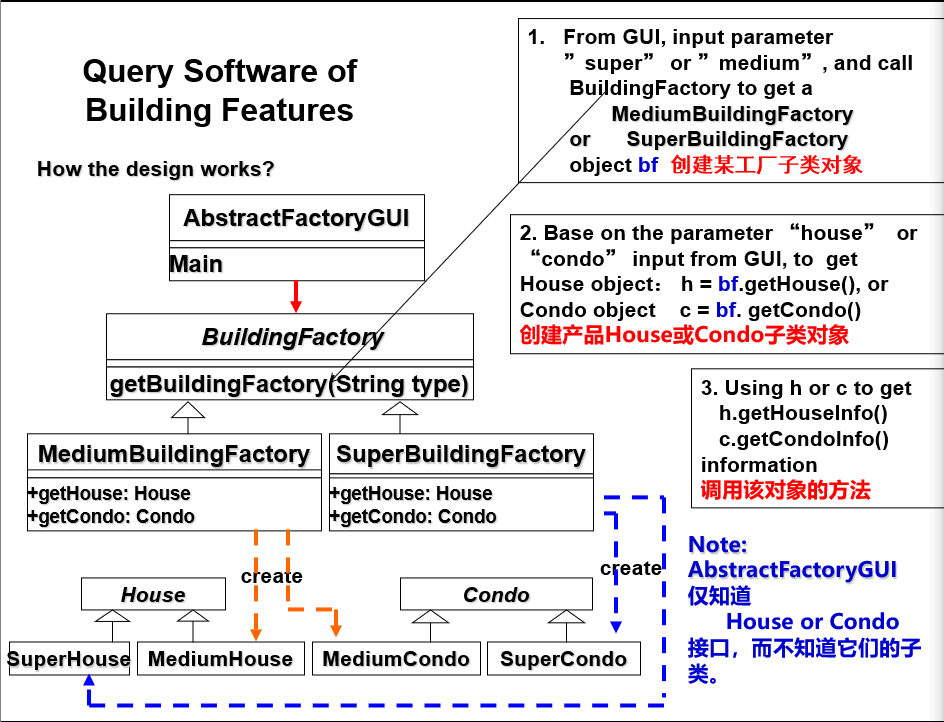 Query Software of
Building Features
How the design works?
AbstractFactoryGUI
Main
BuildingFactory
getBuildingFactory(String type)
MediumBuildingFactory
+getHouse: House
+getCondo: Condo
SuperBuildingFactory
+getHouse: House
+getCondo: Condo
create
create
House
Condo
SuperHouse
MediumHouse
MediumCondo
SuperCondo
1. From GUI, input parameter
”super” or ”medium”, and call
BuildingFactory to get a
MediumBuildingFactory
or SuperBuildingFactory
object bf 创建某工厂子类对象
2. Base on the parameter “house” or
“condo” input from GUI, to get
House object： h = bf.getHouse(), or
Condo object c = bf. getCondo()
创建产品House或Condo子类对象
3. Using h or c to get
h.getHouseInfo()
c.getCondoInfo()
information
调用该对象的方法
Note:
AbstractFactoryGUI
仅知道
House or Condo
接口，而不知道它们的子
类。